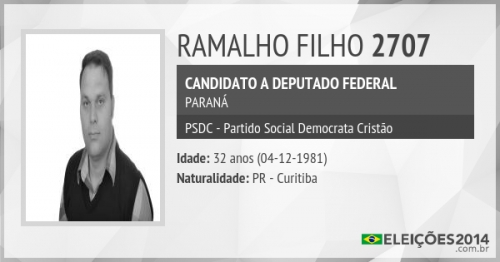 RAMALHO FILHO 2707
CANDIDATO A DEPUTADO FEDERAL
PARANÁ
PSDC - Partido Social Democrata Cristão
Idade: 32 anos (04-12-1981)
Naturalidade: PR - Curitiba
ELEIÇÕES2014
.com.br